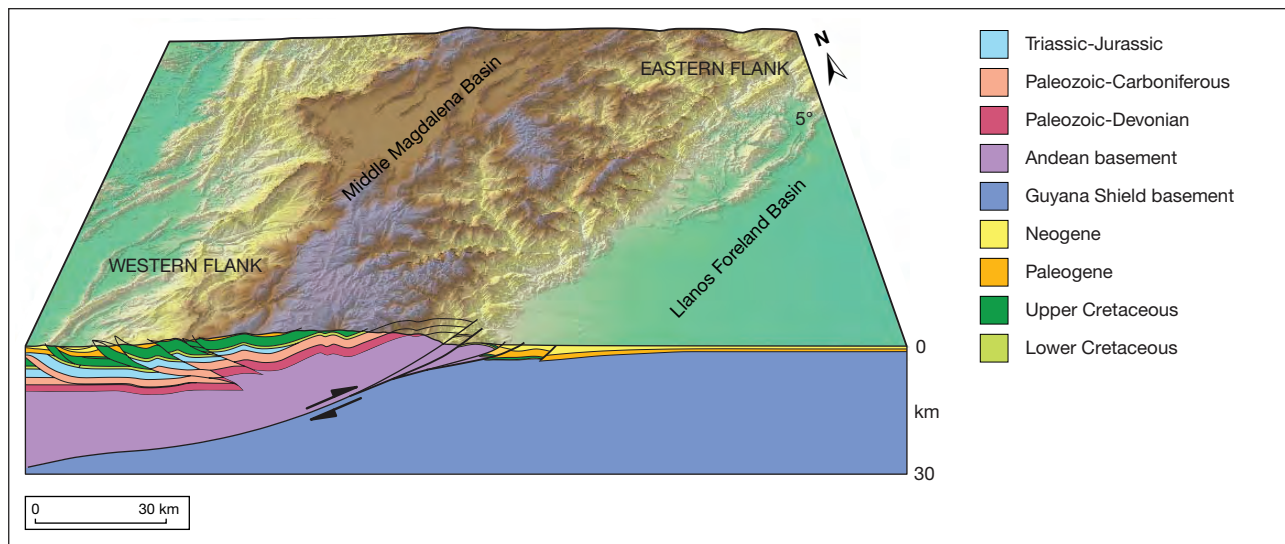 N
EASTERN FLANK
5°
Middle Magdalena Basin
Llanos Foreland Basin
WESTERN FLANK
0
km
30
0 30 km
Triassic-Jurassic
Paleozoic-Carboniferous
Paleozoic-Devonian
Andean basement
Guyana Shield basement
Neogene
Paleogene
Upper Cretaceous
Lower Cretaceous